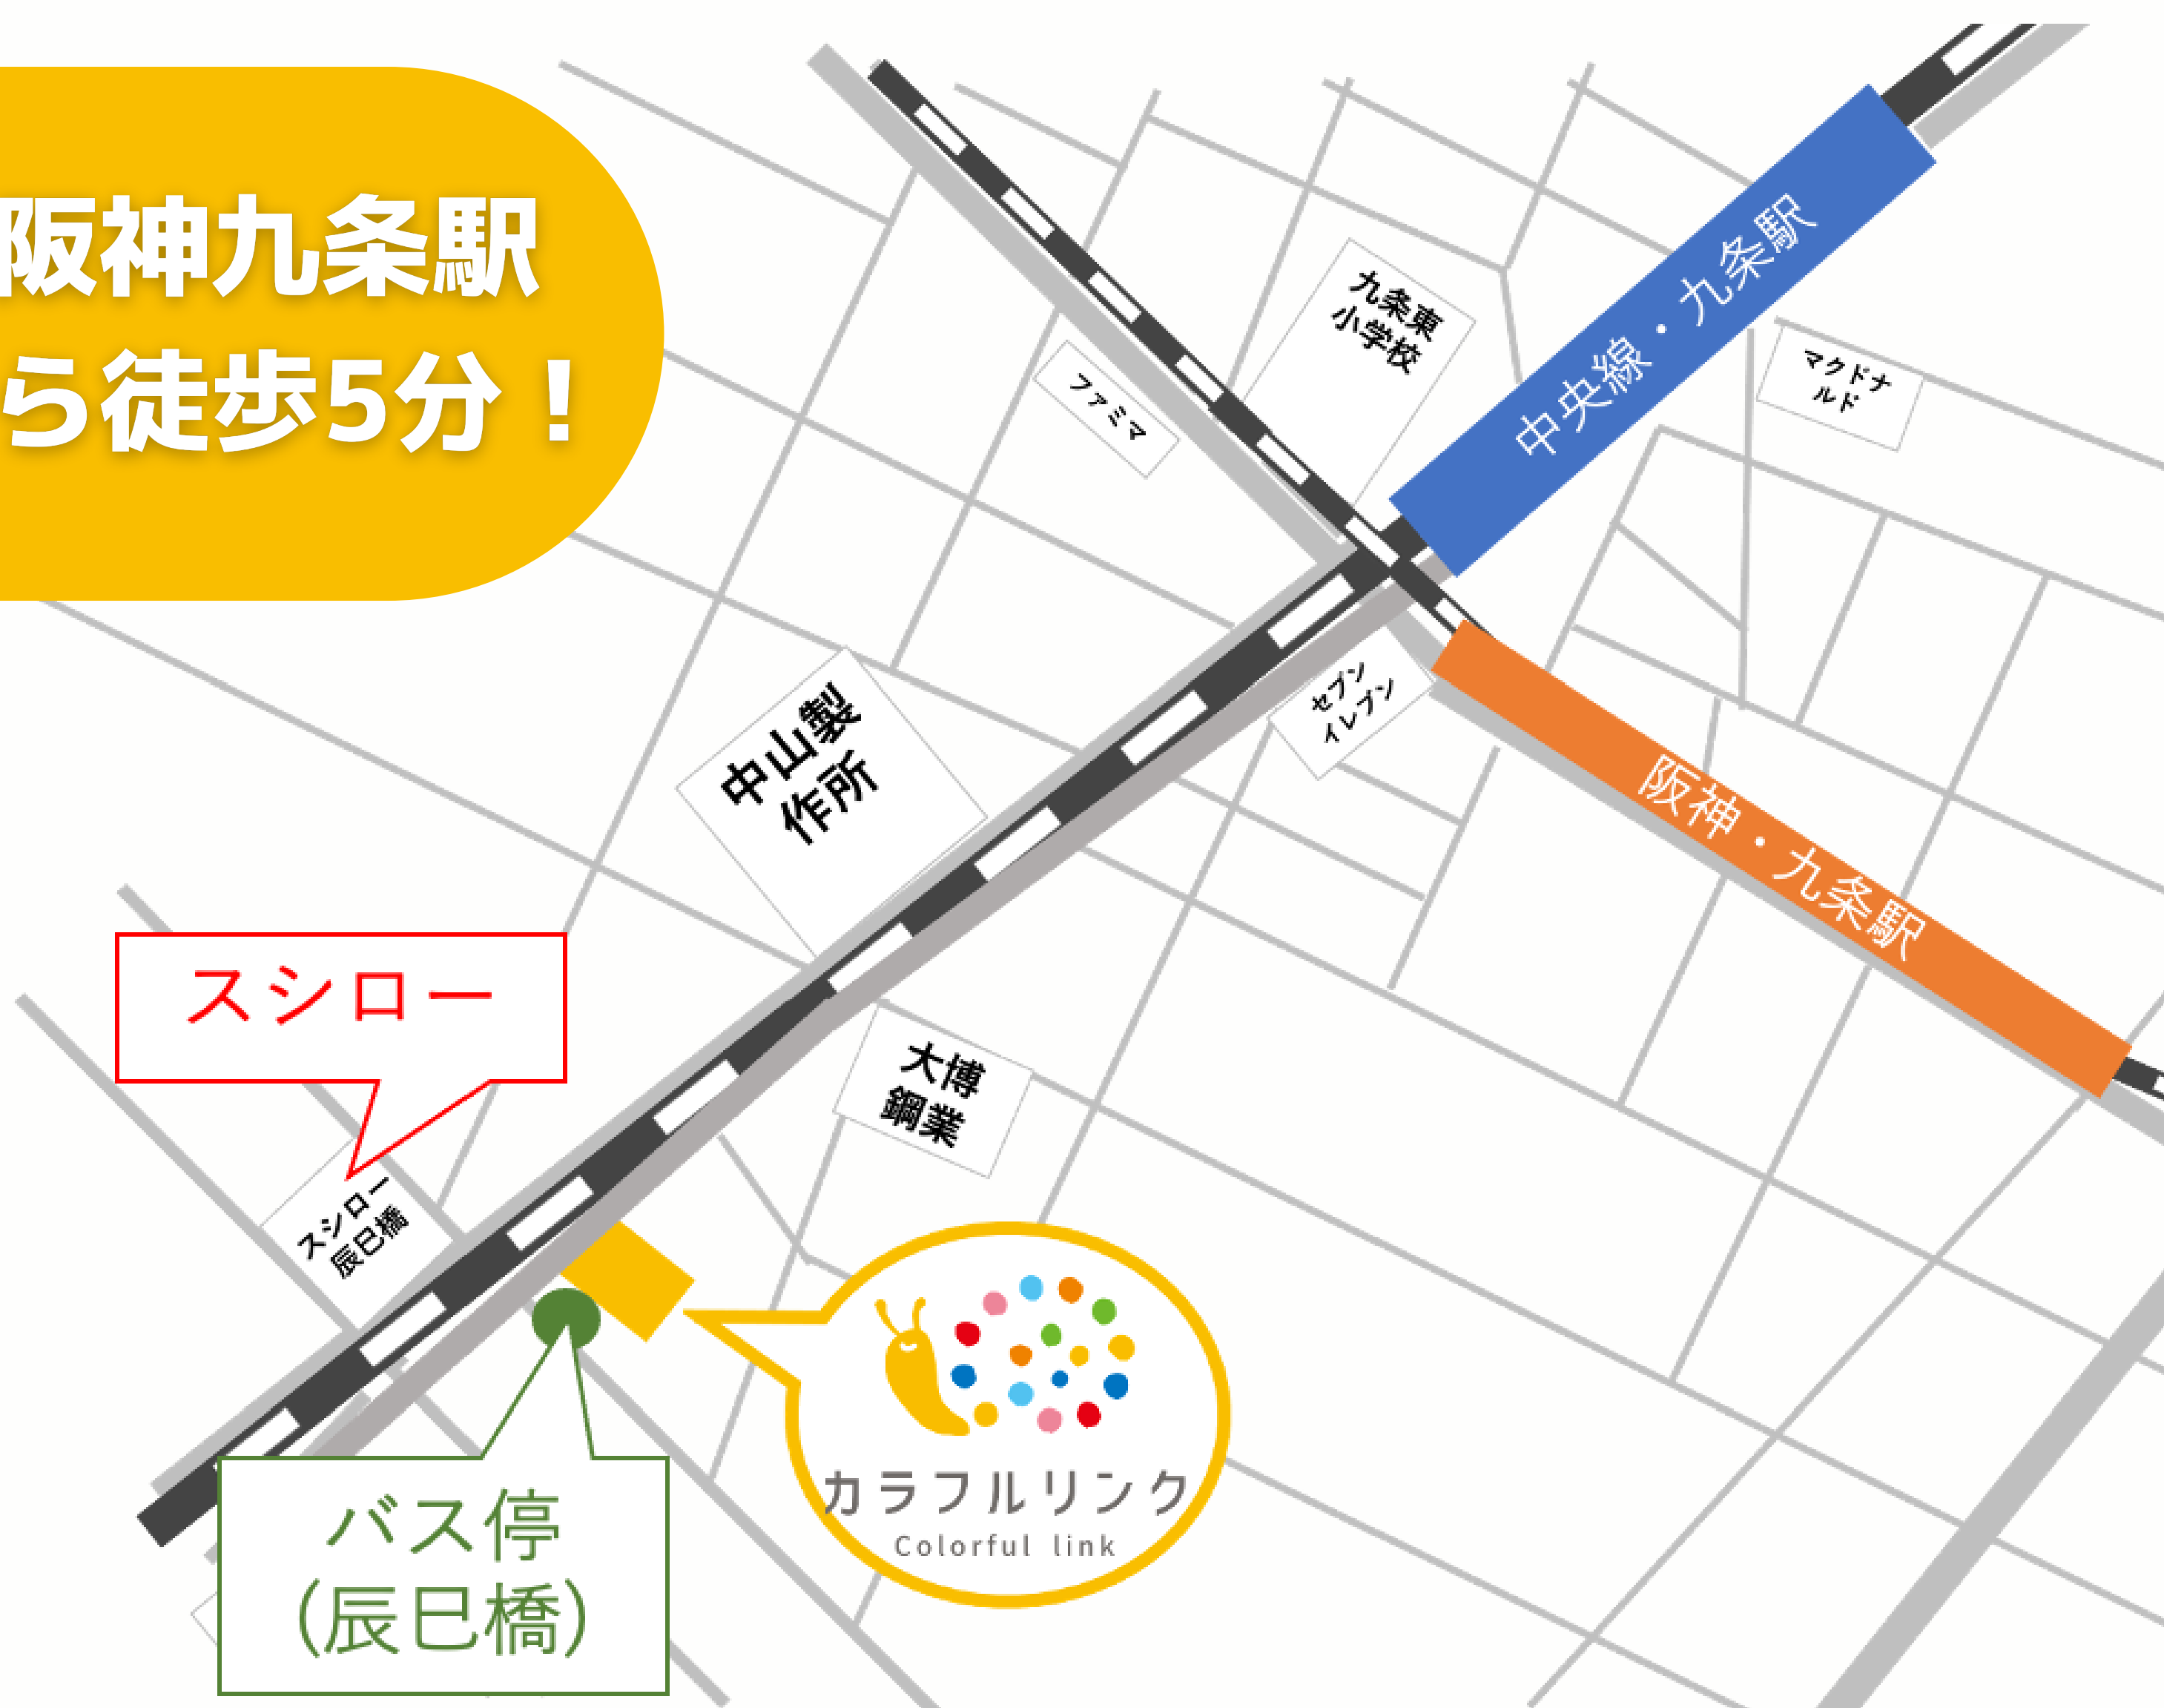 阪神九条駅
ら徒歩5分！
九条東
小学校
中央線・九条駅
マクドナ
ルド
ファミマ
セブン
イレブン
中山製
作所
阪神・九条駅
スシロー
大博
鋼業
スシロー
辰巳橋
カラフルリンク
Colorful link
バス停
(辰巳橋)